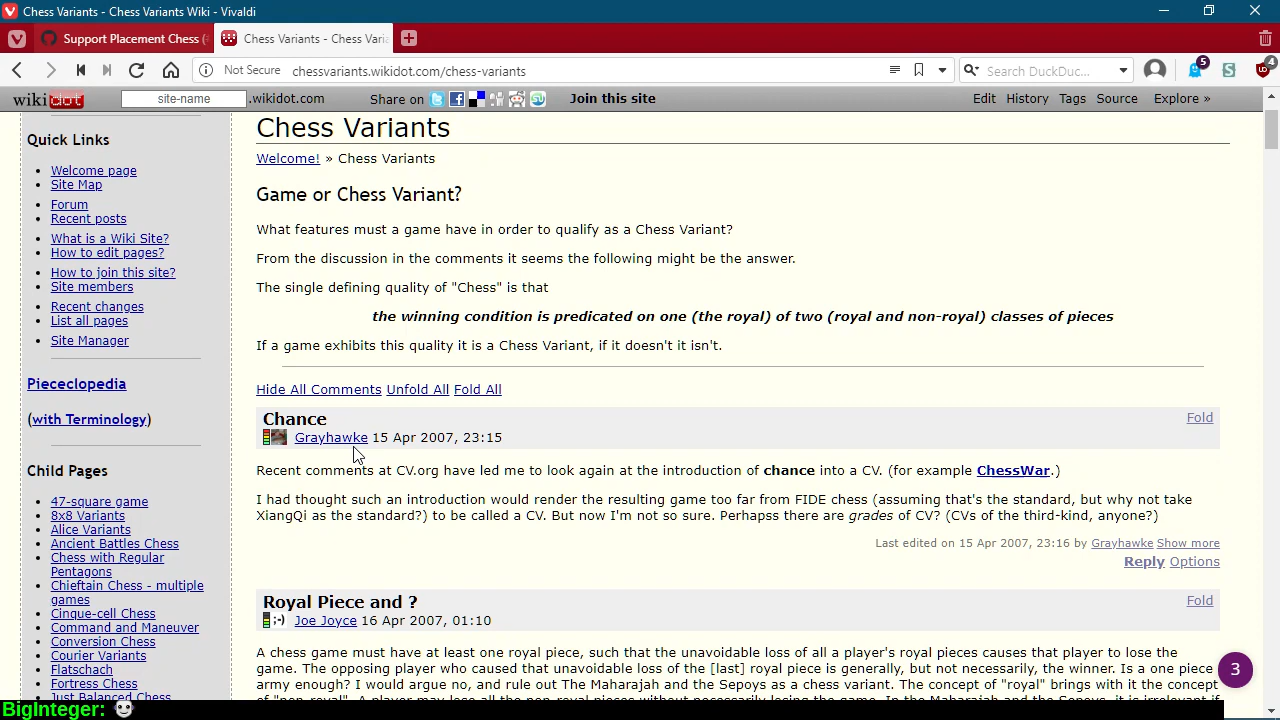 Chess Variants - Chess Variants Wiki - Vivaldi
Support Placement Chess (
Chess Variants - Chess Varia
Not Secure chessvariants.wikidot.com/chess-variants
Search DuckDuc
5
4
wikidot site-name .wikidot.com Share on Join this site Edit History Tags Source Explore »
Quick Links
Welcome page
Site Map
Forum
Recent posts
What is a Wiki Site?
How to edit pages?
How to join this site?
Site members
Recent changes
List all pages
Site Manager
Piececlopedia
(with Terminology)
Child Pages
47-square game
8x8 Variants
Alice Variants
Ancient Battles Chess
Chess with Regular
Pentagons
Chieftain Chess - multiple
games
Cinque-cell Chess
Command and Maneuver
Conversion Chess
Courier Variants
Flatschach
Fortress Chess
Just Balanced Chess
Chess Variants
Welcome! » Chess Variants
Game or Chess Variant?
What features must a game have in order to qualify as a Chess Variant?
From the discussion in the comments it seems the following might be the answer.
The single defining quality of "Chess" is that
the winning condition is predicated on one (the royal) of two (royal and non-royal) classes of pieces
If a game exhibits this quality it is a Chess Variant, if it doesn't it isn't.
Hide All Comments Unfold All Fold All
Chance
Fold
Grayhawke 15 Apr 2007, 23:15
Recent comments at CV.org have led me to look again at the introduction of chance into a CV. (for example ChessWar.)
I had thought such an introduction would render the resulting game too far from FIDE chess (assuming that's the standard, but why not take
XiangQi as the standard?) to be called a CV. But now I'm not so sure. Perhaps there are grades of CV? (CVs of the third-kind, anyone?)
Last edited on 15 Apr 2007, 23:16 by Grayhawke Show more
Reply Options
Royal Piece and ?
Fold
Joe Joyce 16 Apr 2007, 01:10
A chess game must have at least one royal piece, such that the unavoidable loss of all a player's royal pieces causes that player to lose the
game. The opposing player who caused that unavoidable loss of the [last] royal piece is generally, but not necessarily, the winner. Is a one piece
army enough? I would argue no, and rule out The Maharajah and the Sepoys as a chess variant. The concept of "royal" brings with it the concept
3
BigInteger: